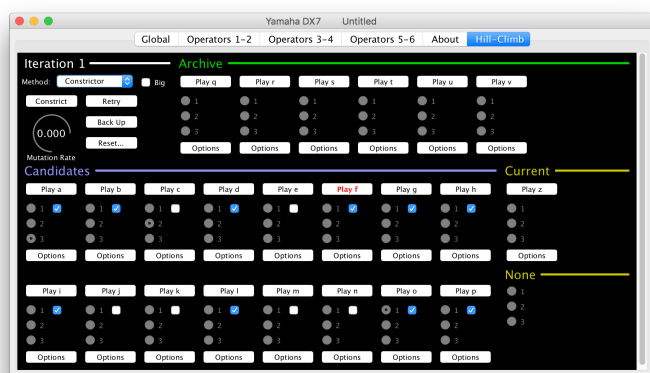 Yamaha DX7 Untitled
Global Operators 1-2 Operators 3-4 Operators 5-6 About Hill-Climb
Iteration 1 Archive
Method: Constrictor Big Play q Play r Play s Play t Play u Play v
Constrict Retry 1 1 1 1 1 1
Back Up 2 2 2 2 2 2
0.000
Reset... 3 3 3 3 3 3
Options Options Options Options Options Options
Mutation Rate
Candidates Current
Play a Play b Play c Play d Play e Play f Play g Play h Play z
1 1 1 1 1 1 1 1 1
2 2 2 2 2 2 2 2 2
3 3 3 3 3 3 3 3 3
Options Options Options Options Options Options Options Options Options
None
Play i Play j Play k Play l Play m Play n Play o Play p 1
1 1 1 1 1 1 1 1
2 2 2 2 2 2 2 2 2
3 3 3 3 3 3 3 3 3
Options Options Options Options Options Options Options Options